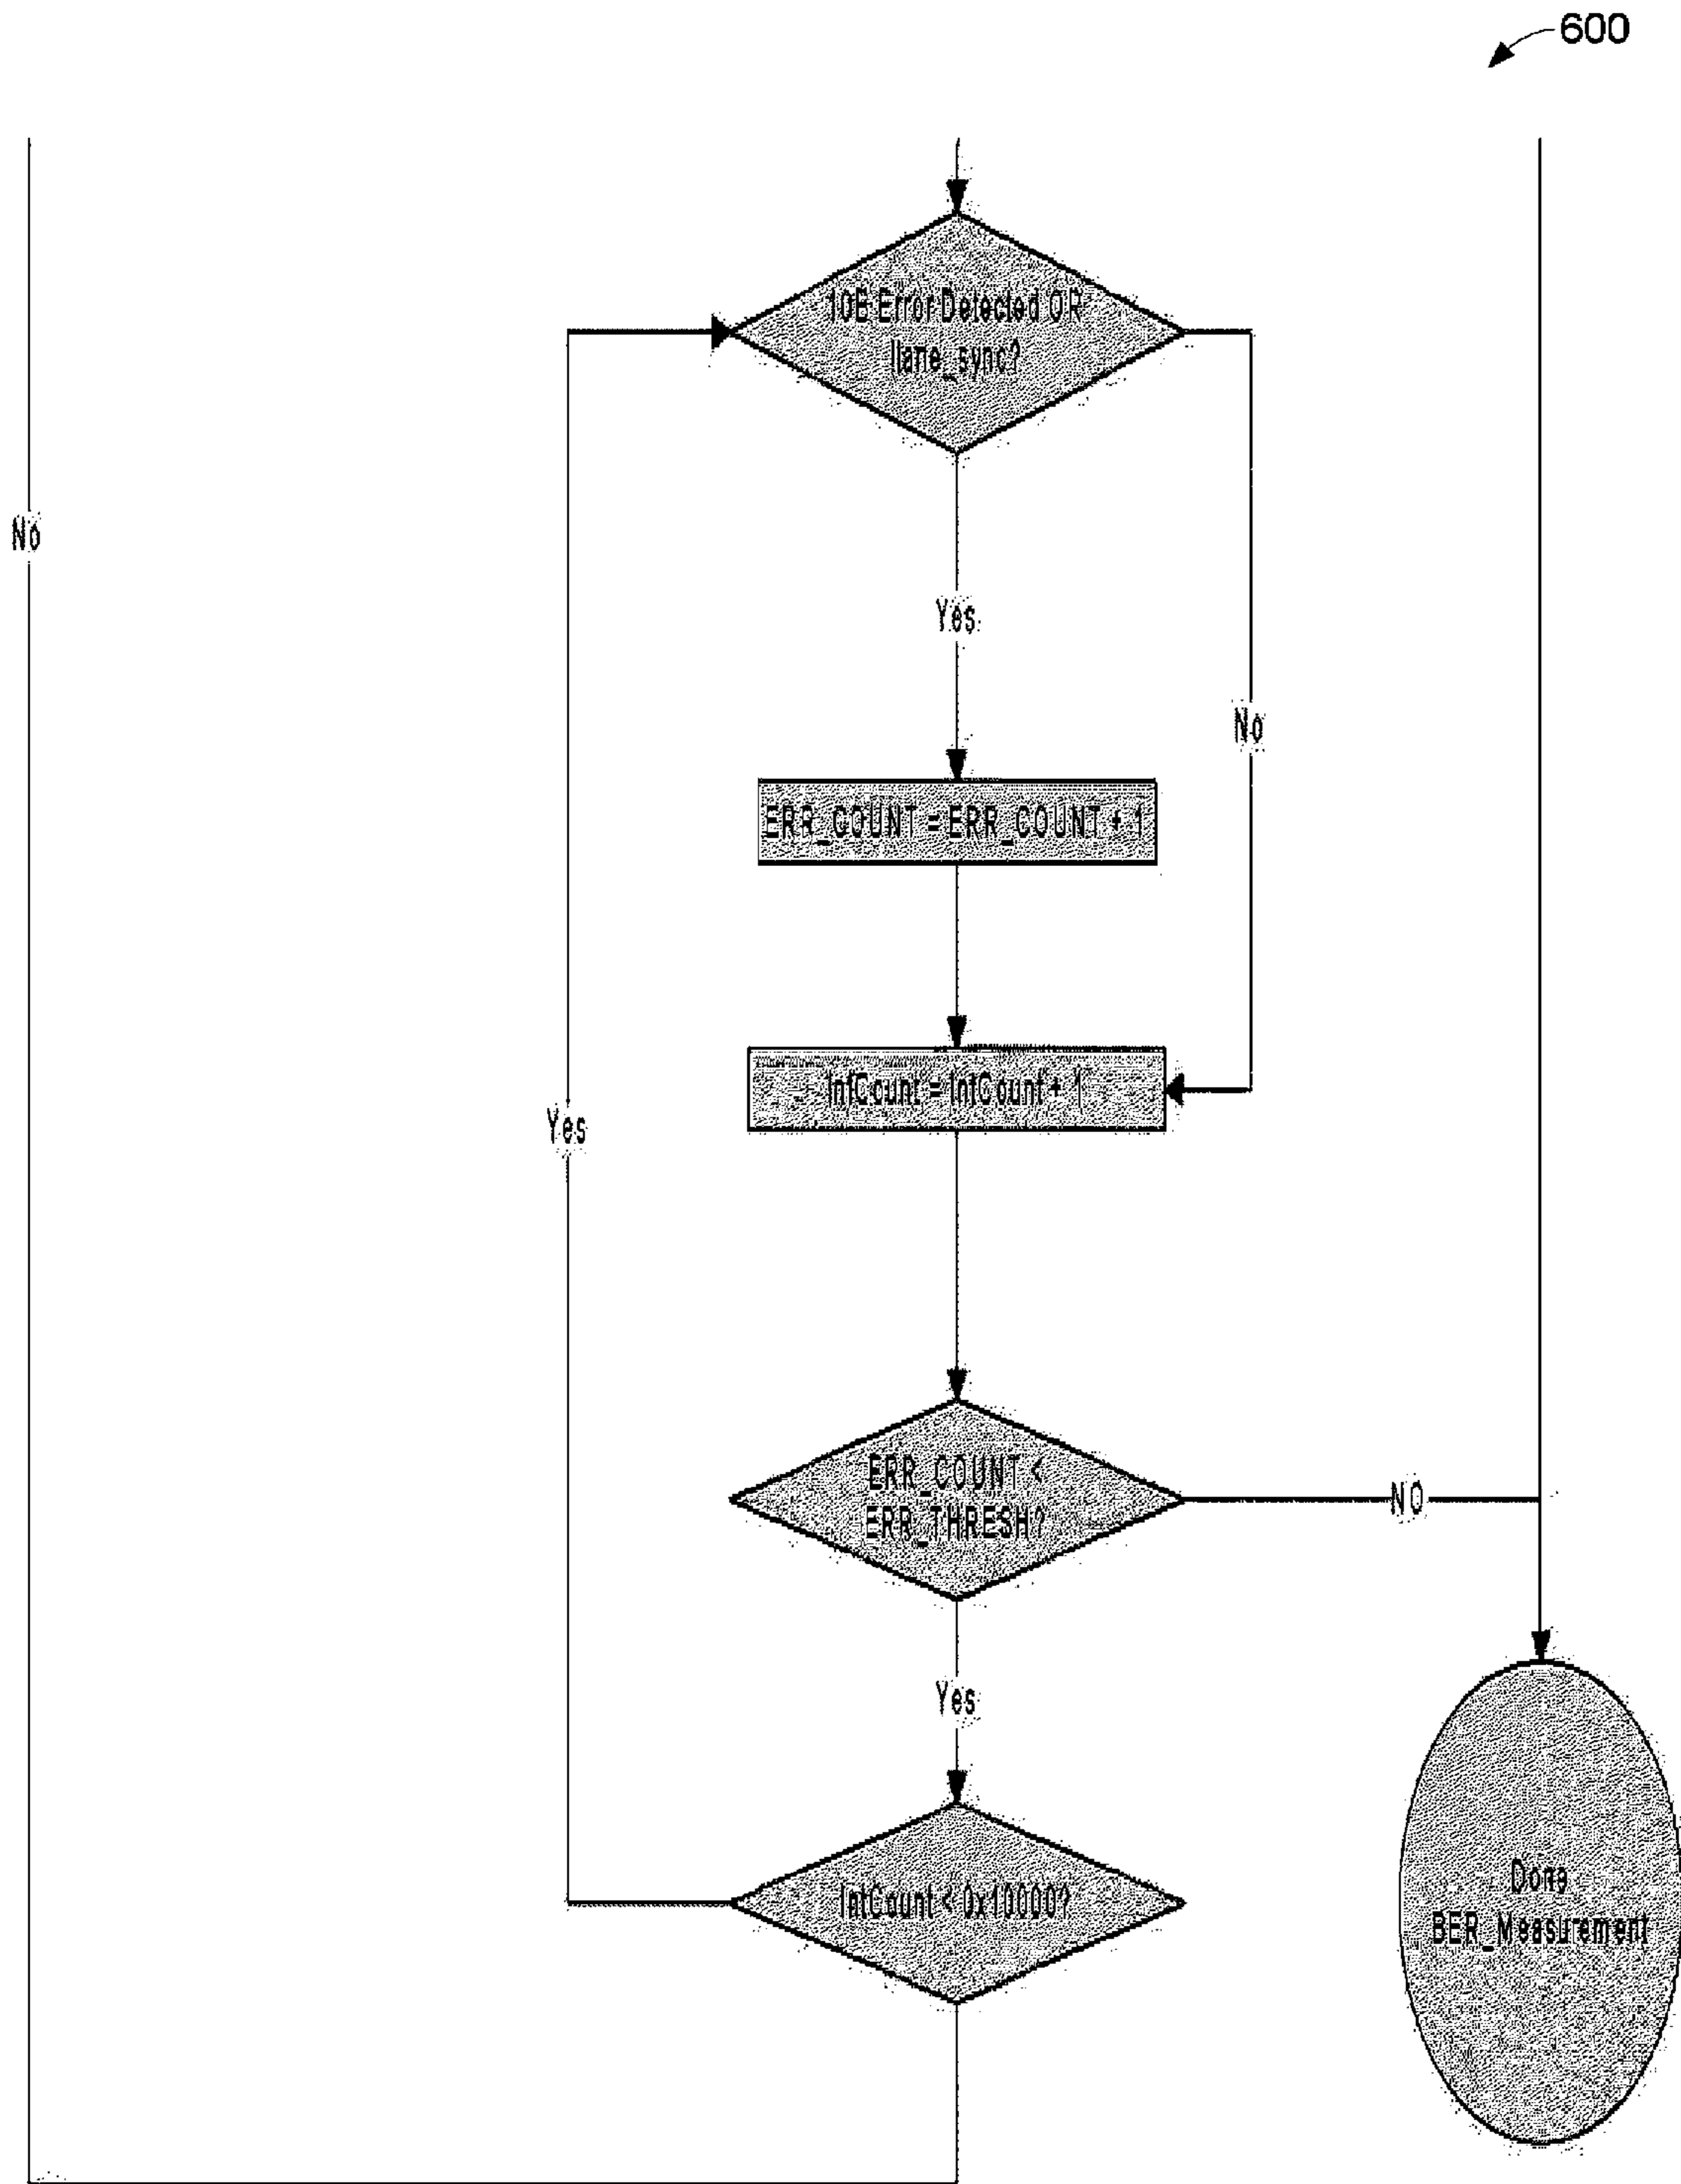 600
10B Error Detected OR
!lane_sync?
No
Yes
No
ERR_COUNT = ERR_COUNT + 1
IntCount = IntCount + 1
Yes
ERR_COUNT <
ERR_THRESH?
NO
Yes
IntCount < 0x10000?
Done
BER_Measurement